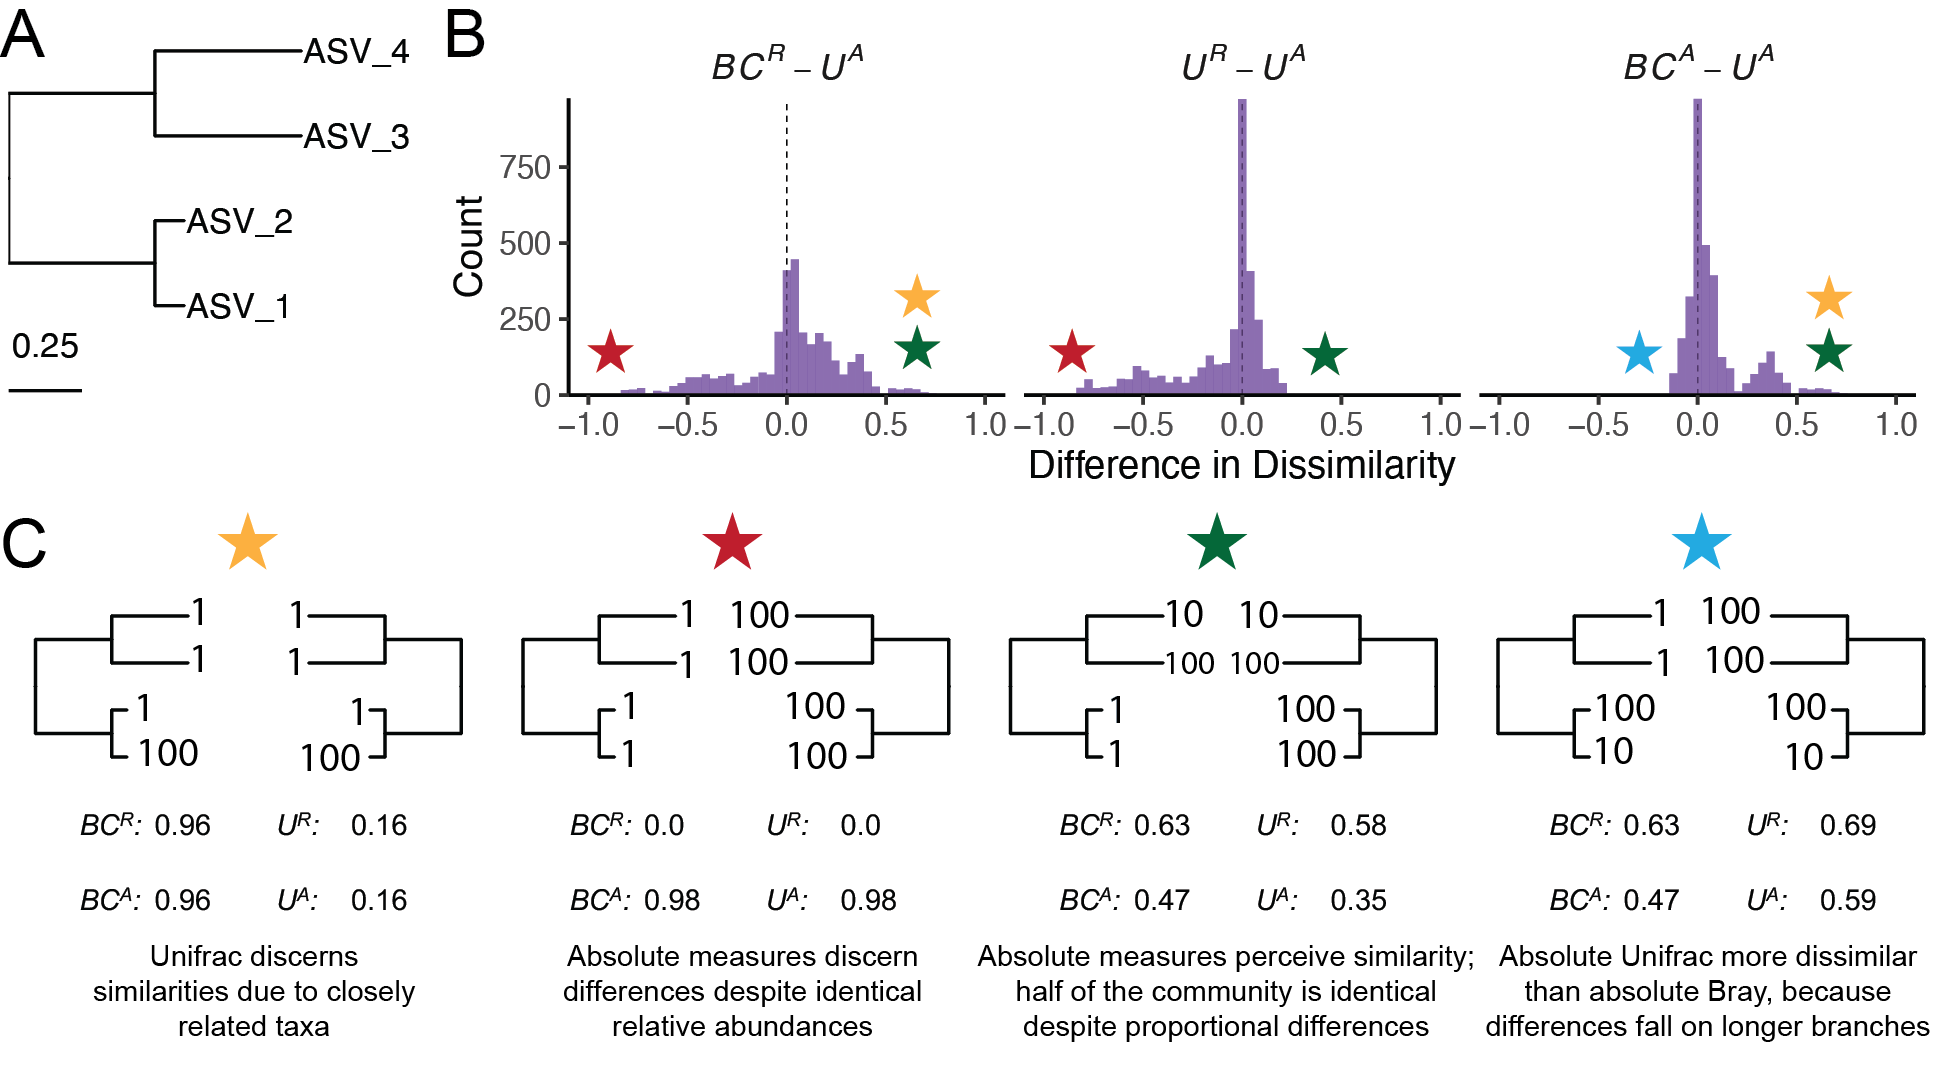 A
ASV_4
ASV_3
ASV_2
ASV_1
0.25
B
BC^R – U^A
U^R – U^A
BC^A – U^A
Count
750
500
250
0
−1.0 −0.5 0.0 0.5 1.0
−1.0 −0.5 0.0 0.5 1.0
−1.0 −0.5 0.0 0.5 1.0
Difference in Dissimilarity
C
1 1
1 1
1 1
100 100
BC^R: 0.96 U^R: 0.16
BC^A: 0.96 U^A: 0.16
Unifrac discerns
similarities due to closely
related taxa
1 100
1 100
1 100
1 100
BC^R: 0.0 U^R: 0.0
BC^A: 0.98 U^A: 0.98
Absolute measures discern
differences despite identical
relative abundances
10 10
100 100
1 100
1 100
BC^R: 0.63 U^R: 0.58
BC^A: 0.47 U^A: 0.35
Absolute measures perceive similarity;
half of the community is identical
despite proportional differences
1 100
1 100
100 100
10 10
BC^R: 0.63 U^R: 0.69
BC^A: 0.47 U^A: 0.59
Absolute Unifrac more dissimilar
than absolute Bray, because
differences fall on longer branches